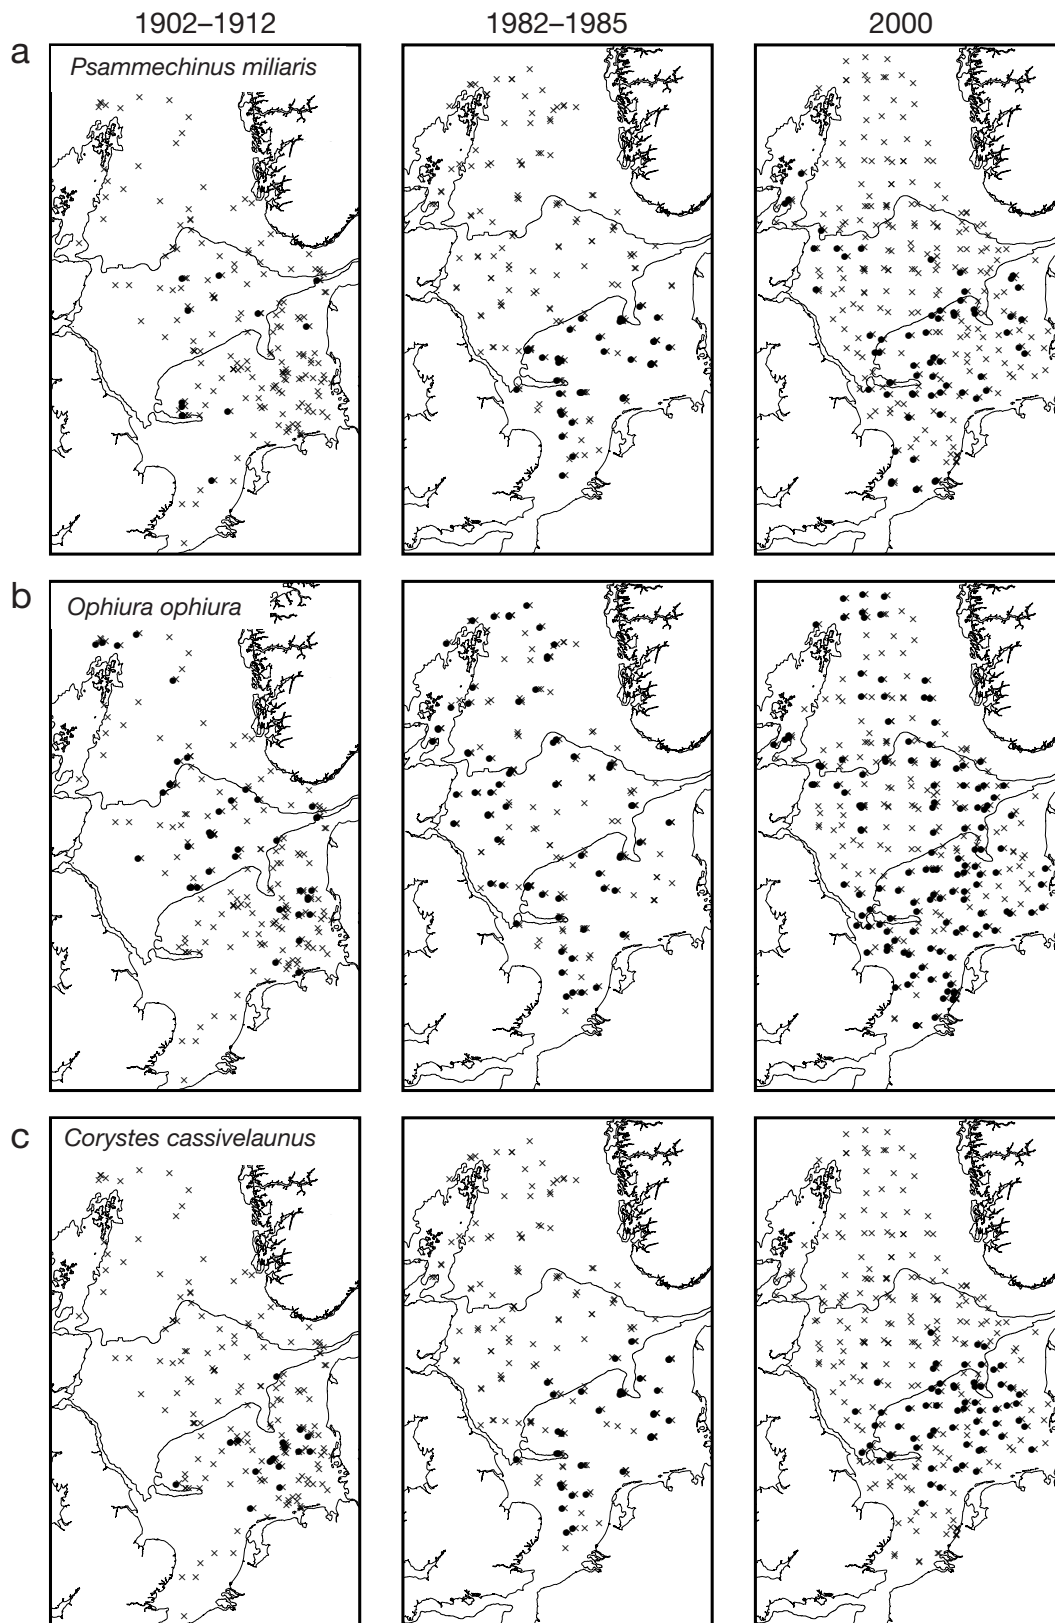 1902–1912 1982–1985 2000
a
Psammechinus miliaris
b
Ophiura ophiura
c
Corystes cassivelaunus